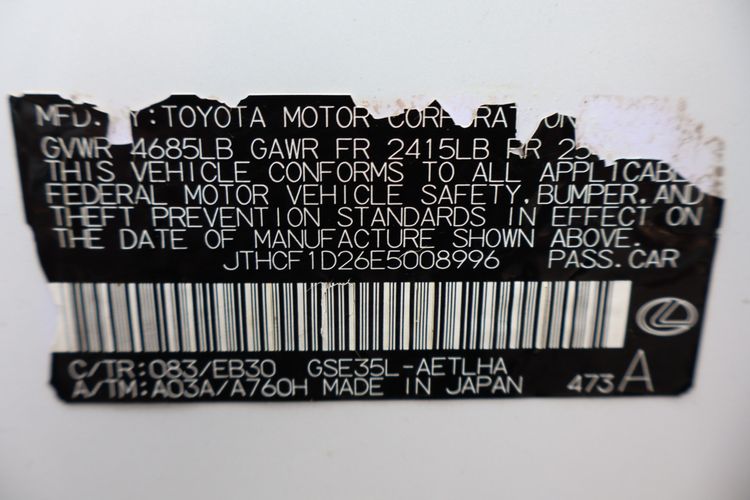 MFD. BY: TOYOTA MOTOR CORPORATION
GVWR 4685LB GAWR FR 2415LB RR
THIS VEHICLE CONFORMS TO ALL APPLICABLE
FEDERAL MOTOR VEHICLE SAFETY, BUMPER, AND
THEFT PREVENTION STANDARDS IN EFFECT ON
THE DATE OF MANUFACTURE SHOWN ABOVE.
JTHCF1D26E5008996 PASS. CAR
C/TR: 083/EB30 GSE35L-AETLHA
A/TM: A03A/A760H MADE IN JAPAN 473 A